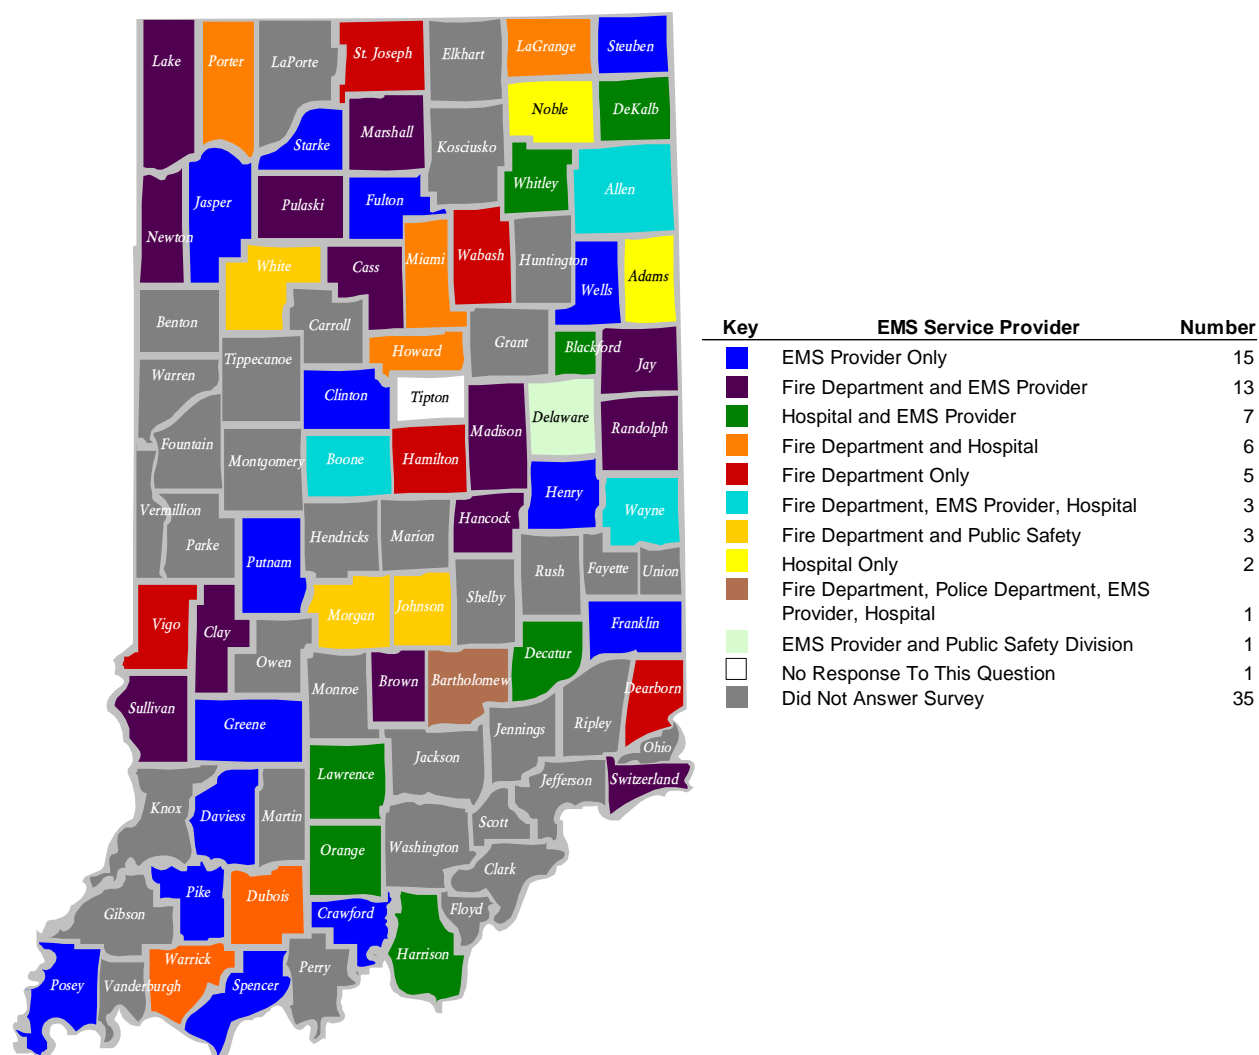 Lake
Porter
LaPorte
St. Joseph
Elkhart
LaGrange
Steuben
Noble
DeKalb
Starke
Marshall
Kosciusko
Whitley
Allen
Newton
Jasper
Pulaski
Fulton
White
Cass
Miami
Wabash
Huntington
Wells
Adams
Benton
Carroll
Grant
Blackford
Jay
Warren
Tippecanoe
Howard
Clinton
Tipton
Madison
Delaware
Randolph
Fountain
Montgomery
Boone
Hamilton
Henry
Wayne
Vermillion
Parke
Putnam
Hendricks
Marion
Hancock
Rush
Fayette
Union
Vigo
Clay
Owen
Morgan
Johnson
Shelby
Decatur
Franklin
Sullivan
Greene
Monroe
Brown
Bartholomew
Jennings
Ripley
Dearborn
Ohio
Switzerland
Jefferson
Jackson
Lawrence
Knox
Daviess
Martin
Orange
Washington
Scott
Clark
Floyd
Gibson
Pike
Dubois
Crawford
Harrison
Posey
Vanderburgh
Warrick
Spencer
Perry
Key EMS Service Provider Number
EMS Provider Only 15
Fire Department and EMS Provider 13
Hospital and EMS Provider 7
Fire Department and Hospital 6
Fire Department Only 5
Fire Department, EMS Provider, Hospital 3
Fire Department and Public Safety 3
Hospital Only 2
Fire Department, Police Department, EMS
Provider, Hospital 1
EMS Provider and Public Safety Division 1
No Response To This Question 1
Did Not Answer Survey 35